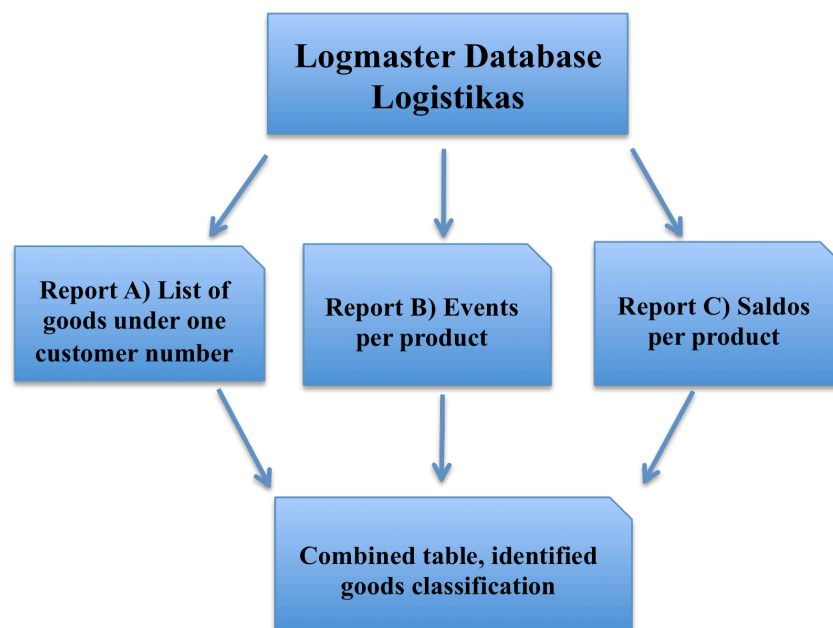 Logmaster Database
Logistikas
Report A) List of
goods under one
customer number
Report B) Events
per product
Report C) Saldos
per product
Combined table, identified
goods classification